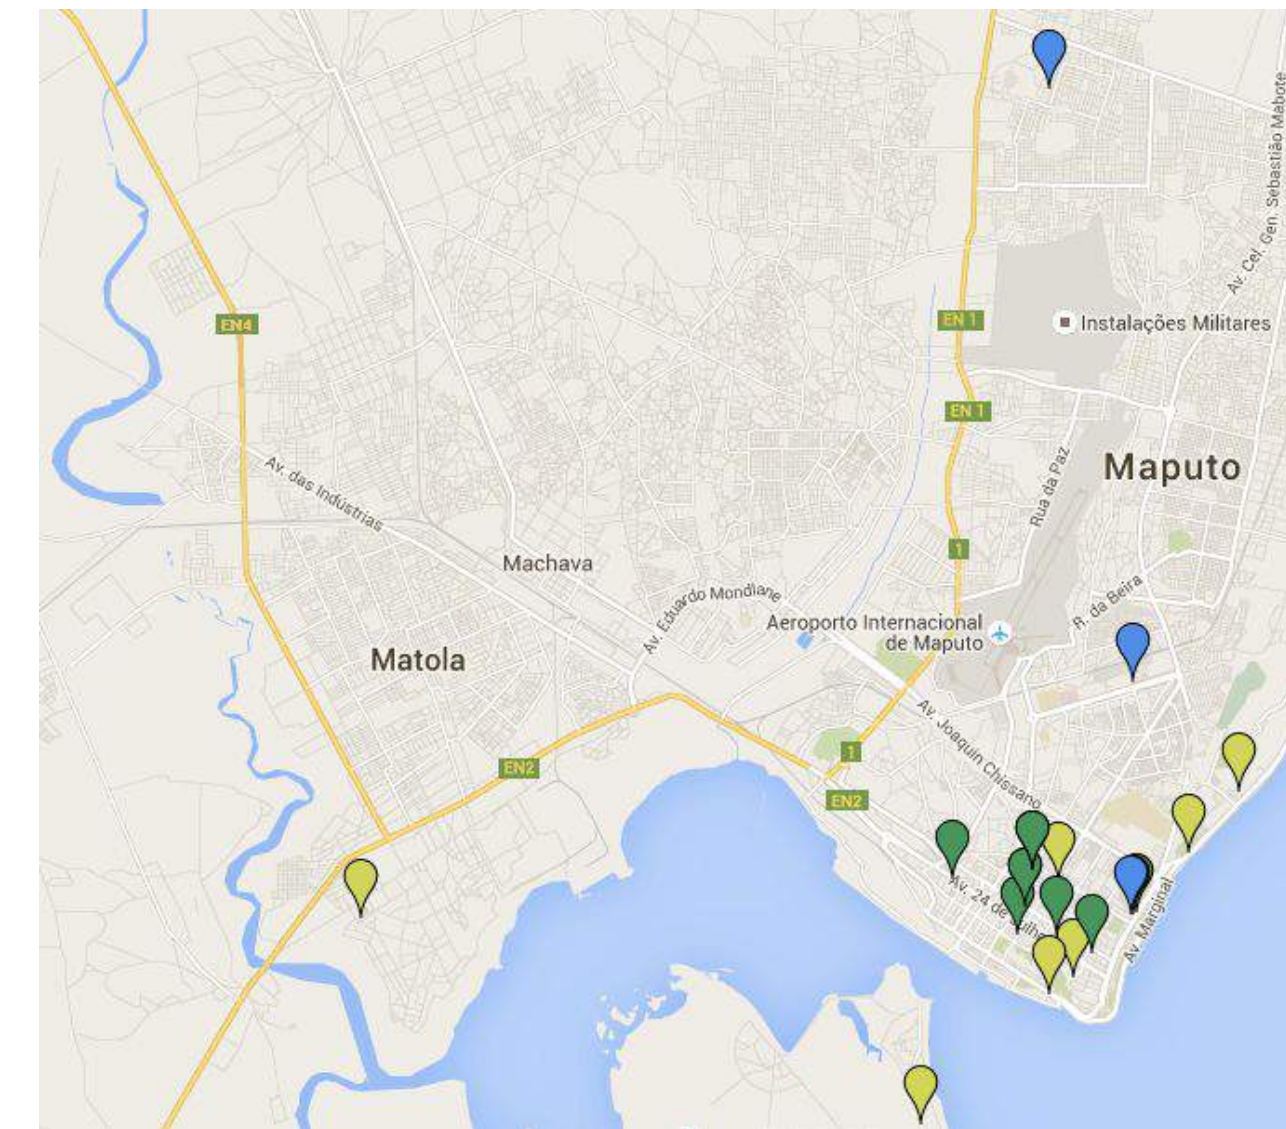 Av. Cel. Gen. Sebastião Mabote
EN4
EN 1
Instalações Militares
EN 1
Maputo
Av. das Indústrias
Rua da Paz
1
Machava
Av. Eduardo Mondlane
R. da Beira
Aeroporto Internacional
de Maputo
Matola
Av. Joaquin Chissano
1
EN2
EN2
Av. 24 de Julho
Av. Marginal